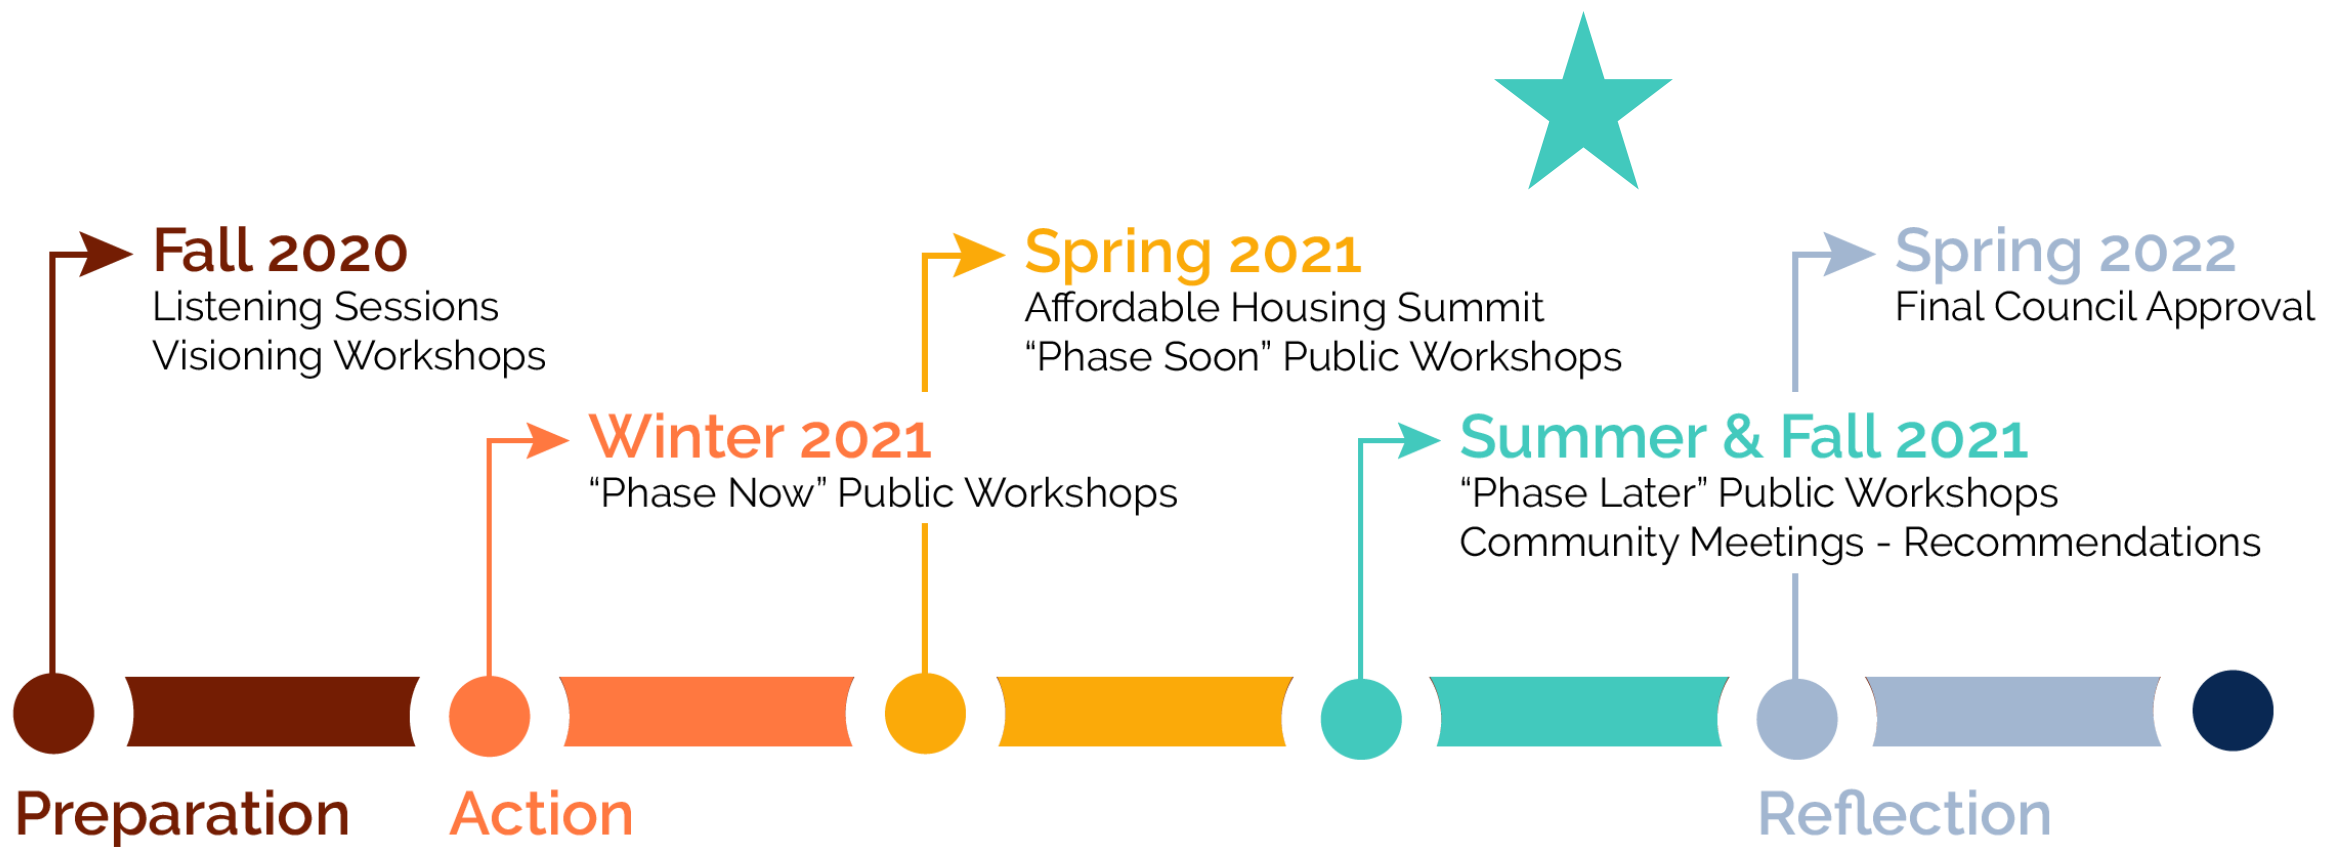 Fall 2020
Listening Sessions
Visioning Workshops
Winter 2021
“Phase Now” Public Workshops
Spring 2021
Affordable Housing Summit
“Phase Soon” Public Workshops
Summer & Fall 2021
“Phase Later” Public Workshops
Community Meetings - Recommendations
Spring 2022
Final Council Approval
Preparation
Action
Reflection